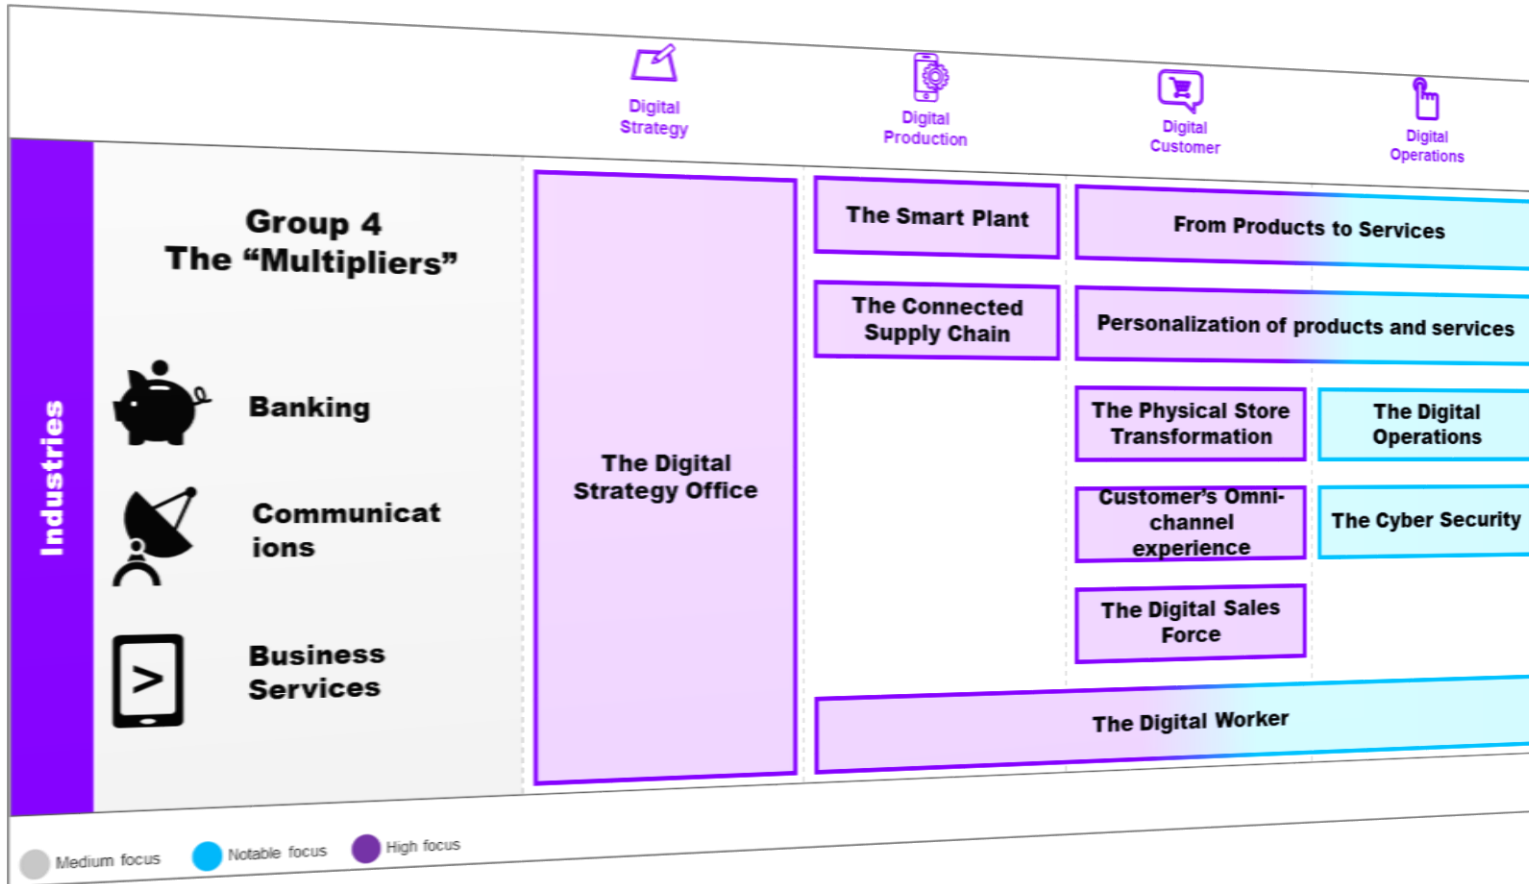 Digital
Strategy
Digital
Production
Digital
Customer
Digital
Operations
Industries
Group 4
The “Multipliers”
Banking
Communicat
ions
Business
Services
The Digital
Strategy Office
The Smart Plant
The Connected
Supply Chain
From Products to Services
Personalization of products and services
The Physical Store
Transformation
Customer’s Omni-
channel
experience
The Digital Sales
Force
The Digital
Operations
The Cyber Security
The Digital Worker
Medium focus
Notable focus
High focus